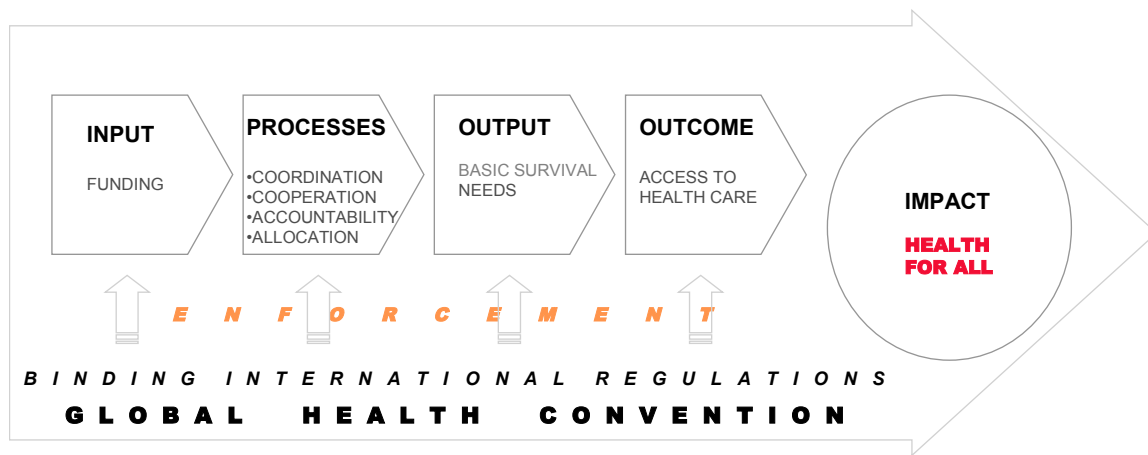 INPUT
FUNDING
PROCESSES
•COORDINATION
•COOPERATION
•ACCOUNTABILITY
•ALLOCATION
OUTPUT
BASIC SURVIVAL
NEEDS
OUTCOME
ACCESS TO
HEALTH CARE
IMPACT
HEALTH
FOR ALL
ENFORCEMENT
BINDING INTERNATIONAL REGULATIONS
GLOBAL HEALTH CONVENTION